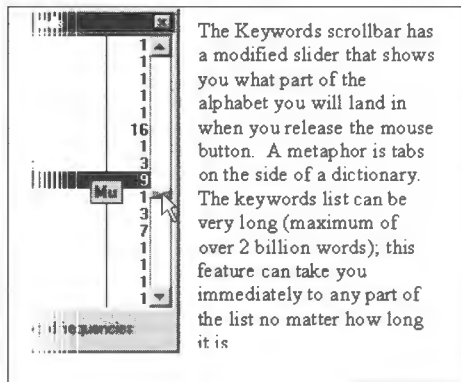 The Keywords scrollbar has
a modified slider that shows
you what part of the
alphabet you will land in
when you release the mouse
button. A metaphor is tabs
on the side of a dictionary.
The keywords list can be
very long (maximum of
over 2 billion words); this
feature can take you
immediately to any part of
the list no matter how long
it is
1
1
1
1
1
16
1
3
9
Mu
1
3
7
1
1
1
1